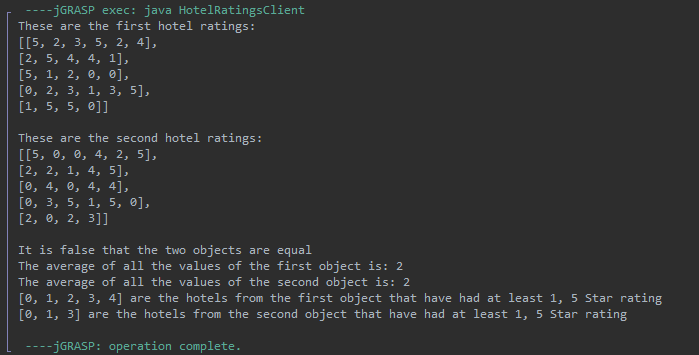 ----jGRASP exec: java HotelRatingsClient
These are the first hotel ratings:
[[5, 2, 3, 5, 2, 4],
[2, 5, 4, 4, 1],
[5, 1, 2, 0, 0],
[0, 2, 3, 1, 3, 5],
[1, 5, 5, 0]]
These are the second hotel ratings:
[[5, 0, 0, 4, 2, 5],
[2, 2, 1, 4, 5],
[0, 4, 0, 4, 4],
[0, 3, 5, 1, 5, 0],
[2, 0, 2, 3]]
It is false that the two objects are equal
The average of all the values of the first object is: 2
The average of all the values of the second object is: 2
[0, 1, 2, 3, 4] are the hotels from the first object that have had at least 1, 5 Star rating
[0, 1, 3] are the hotels from the second object that have had at least 1, 5 Star rating
----jGRASP: operation complete.